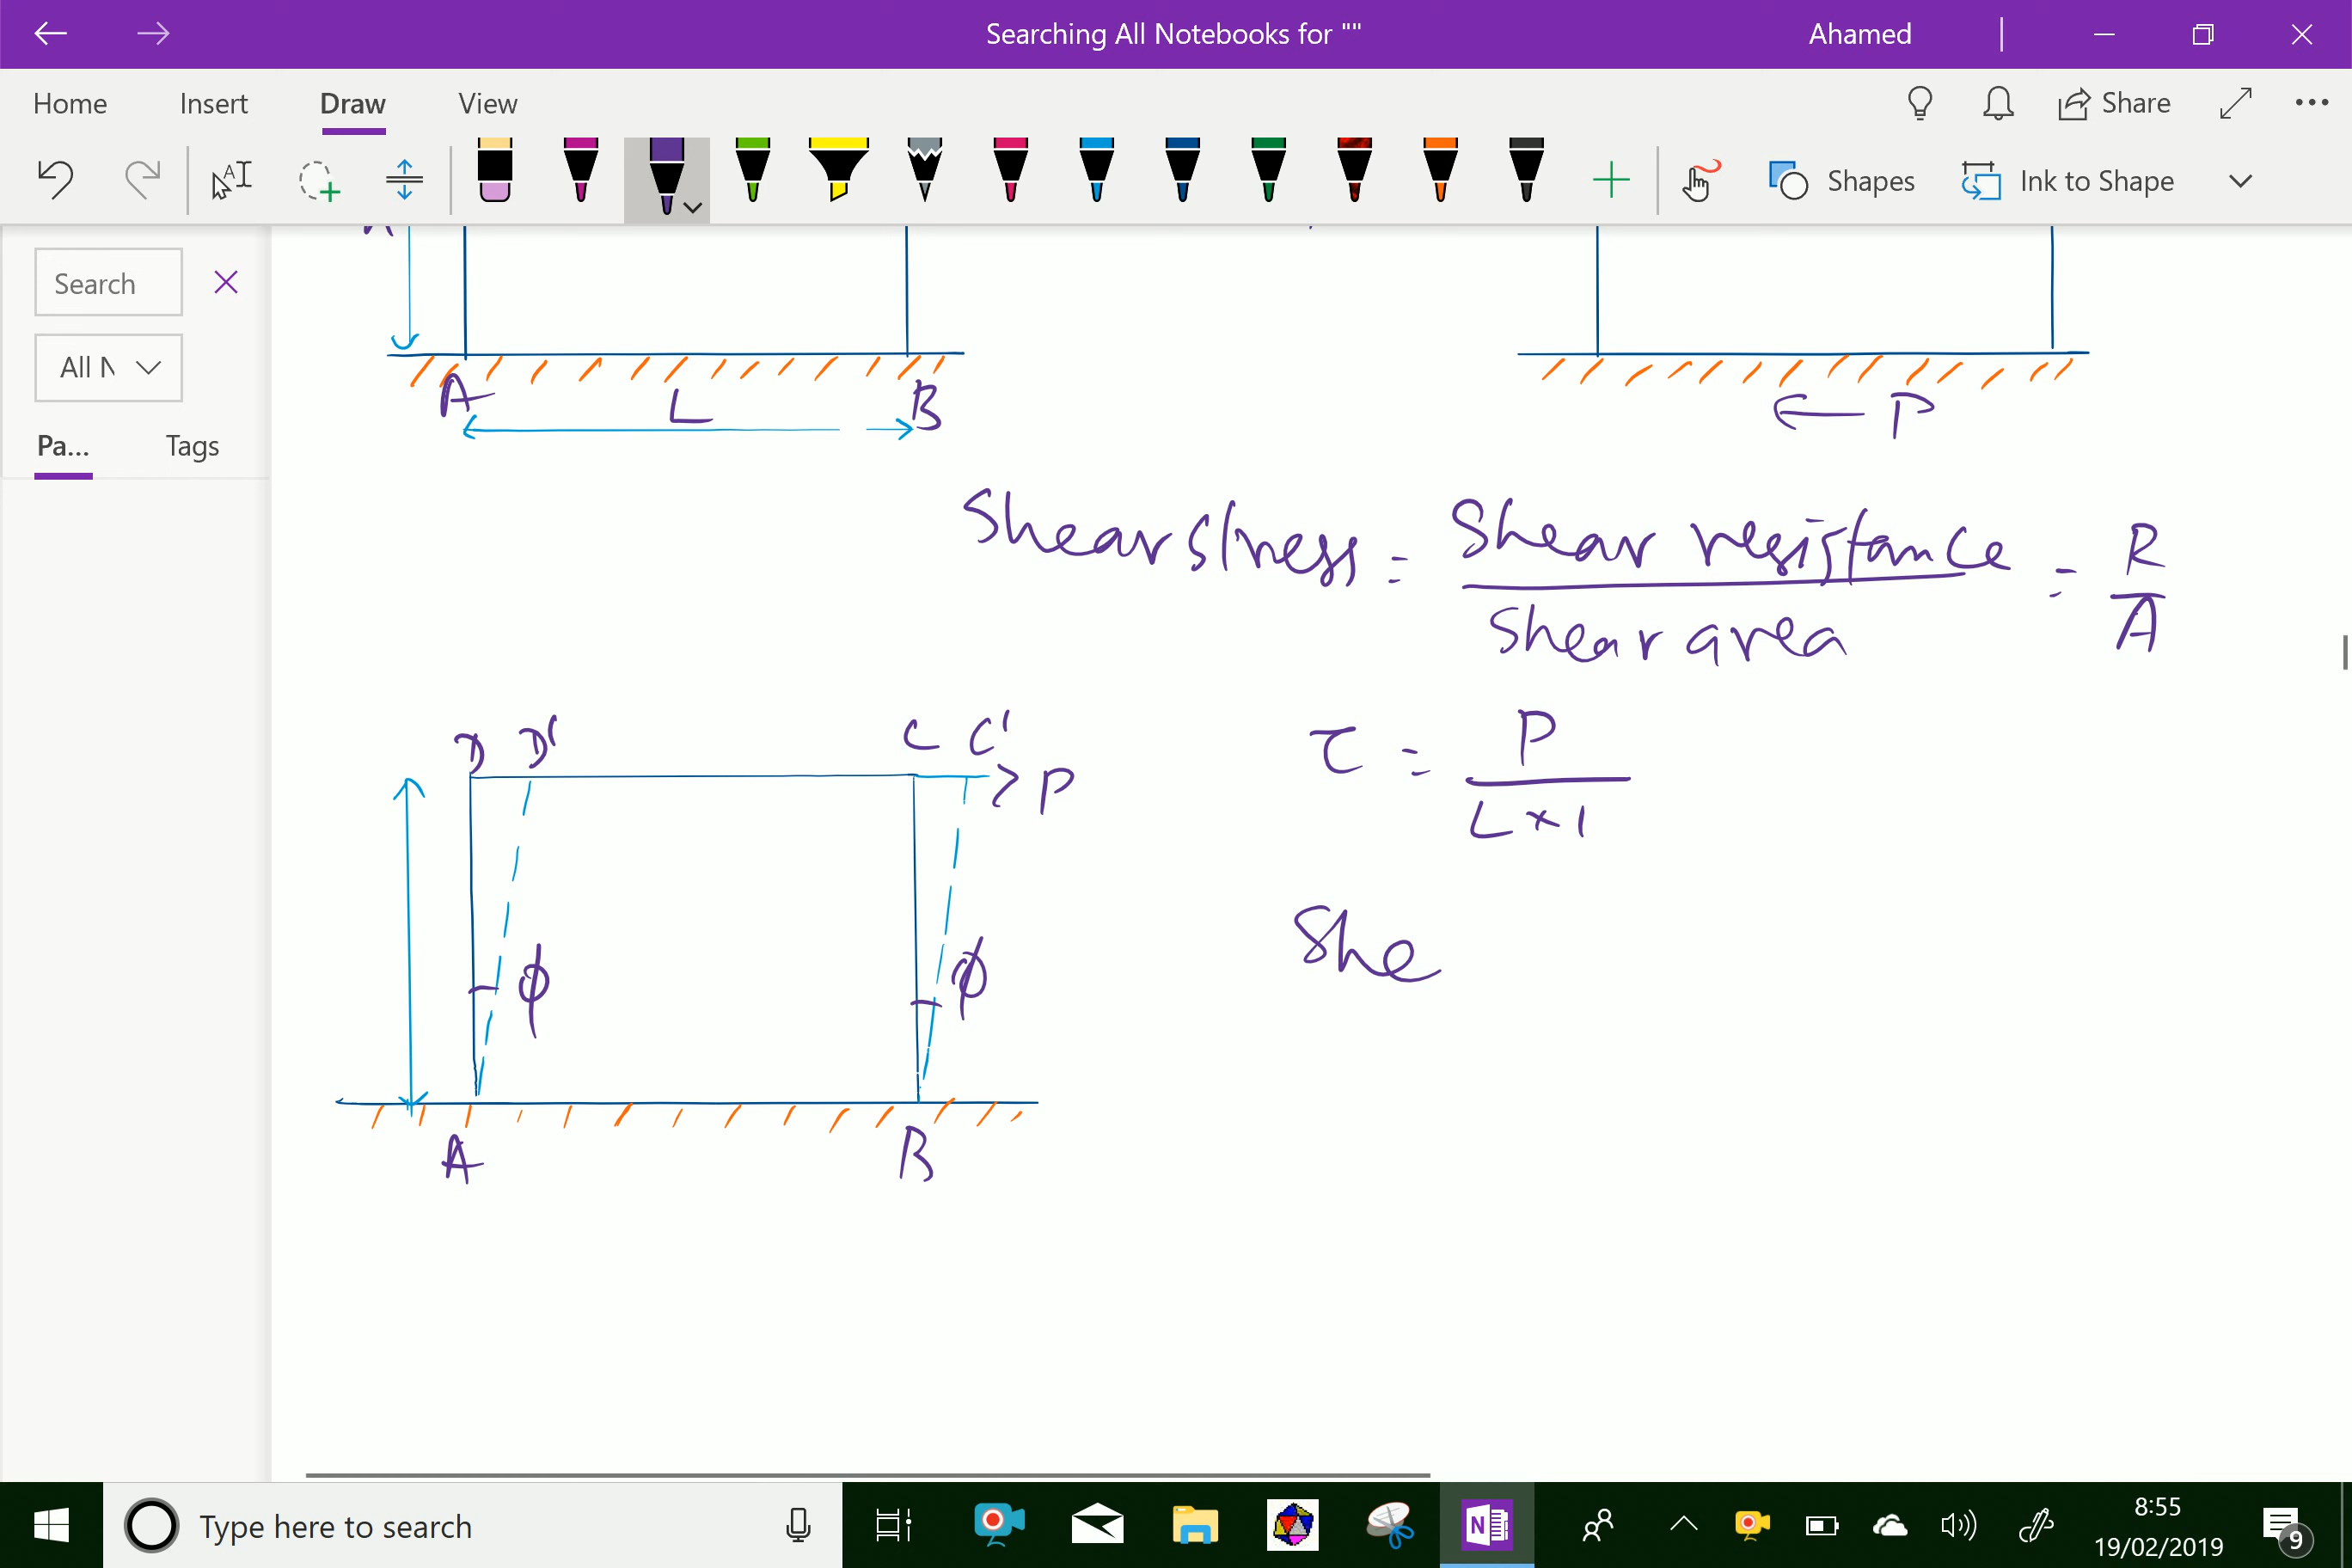 Searching All Notebooks for ""
Ahamed
Home Insert Draw View
Share
Shapes
Ink to Shape
Search
All N
Pa...
Tags
A L B
P
Shear stress = Shear resistance = R
Shear area A
D D' C C'
P
τ = P
L × 1
She
ϕ ϕ
A B
Type here to search
8:55
19/02/2019
9